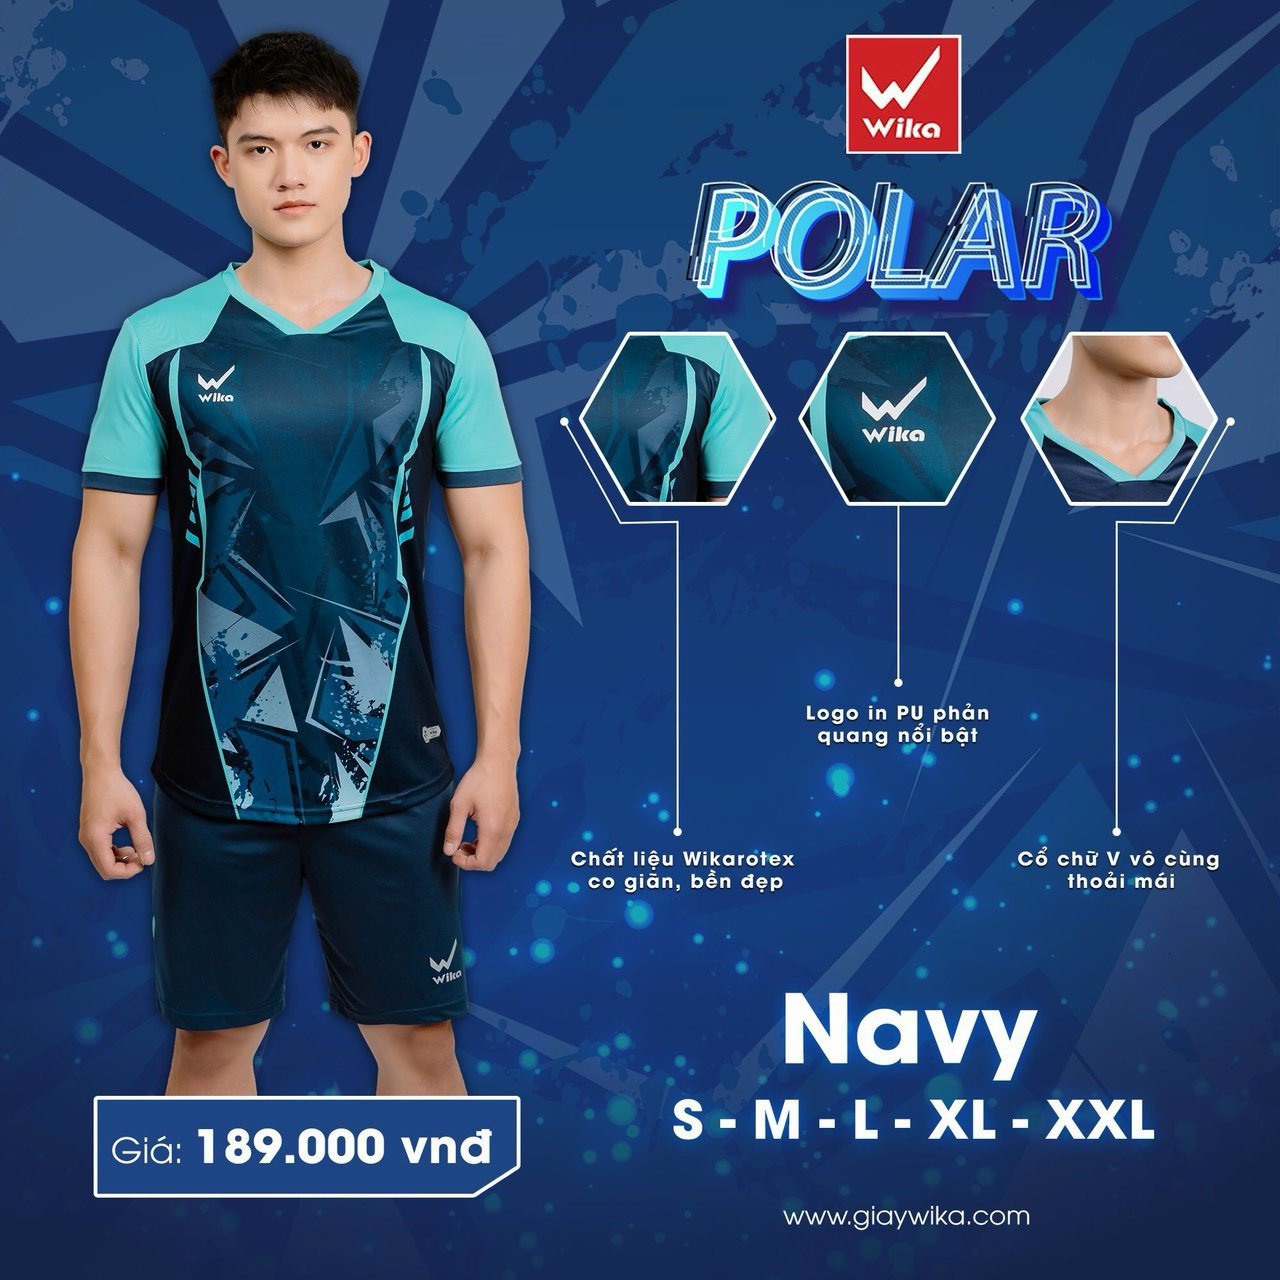 Wika
POLAR
Wika
Wika
Logo in PU phản
quang nổi bật
Chất liệu Wikarotex
co giãn, bền đẹp
Cổ chữ V vô cùng
thoải mái
Wika
Navy
S - M - L - XL - XXL
Giá: 189.000 vnđ
www.giaywika.com